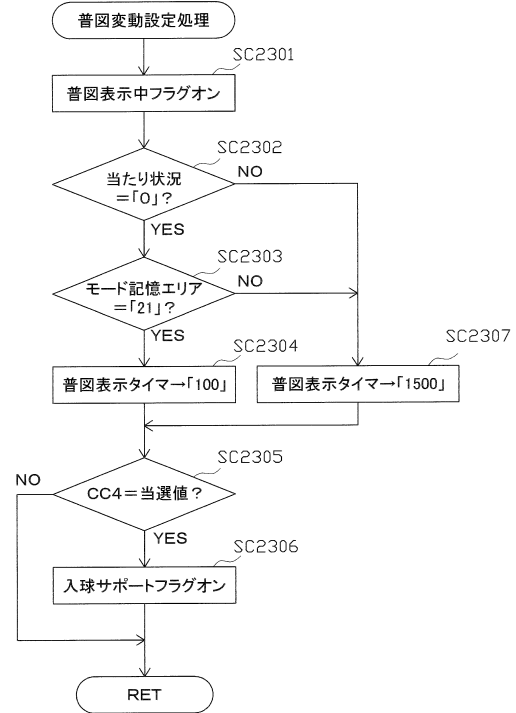 普図変動設定処理
SC2301
普図表示中フラグオン
SC2302
当たり状況
=「0」?
NO
YES
SC2303
モード記憶エリア
=「21」?
NO
YES
SC2304
SC2307
普図表示タイマー→「100」
普図表示タイマー→「1500」
SC2305
NO
CC4=当選値?
YES
SC2306
入球サポートフラグオン
RET